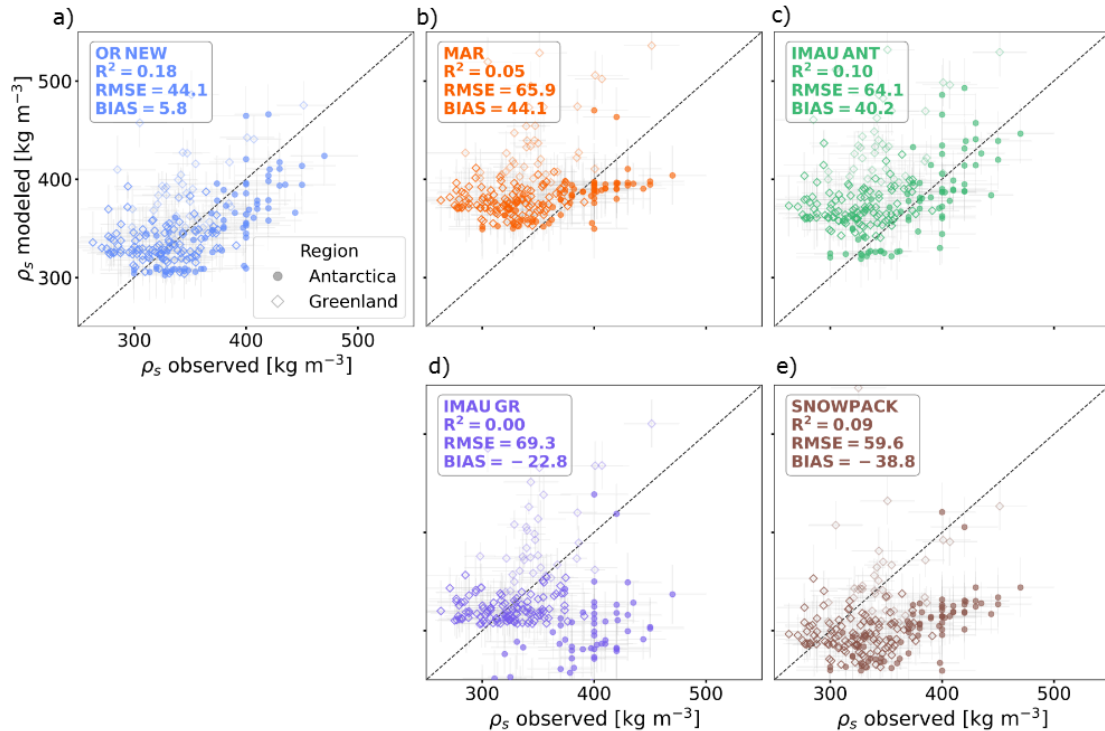 a)
OR NEW
R² = 0.18
RMSE = 44.1
BIAS = 5.8
b)
MAR
R² = 0.05
RMSE = 65.9
BIAS = 44.1
c)
IMAU ANT
R² = 0.10
RMSE = 64.1
BIAS = 40.2
ρₛ modeled [kg m⁻³]
500
400
300
Region
Antarctica
Greenland
300 400 500
ρₛ observed [kg m⁻³]
d)
IMAU GR
R² = 0.00
RMSE = 69.3
BIAS = −22.8
e)
SNOWPACK
R² = 0.09
RMSE = 59.6
BIAS = −38.8
300 400 500
ρₛ observed [kg m⁻³]
300 400 500
ρₛ observed [kg m⁻³]